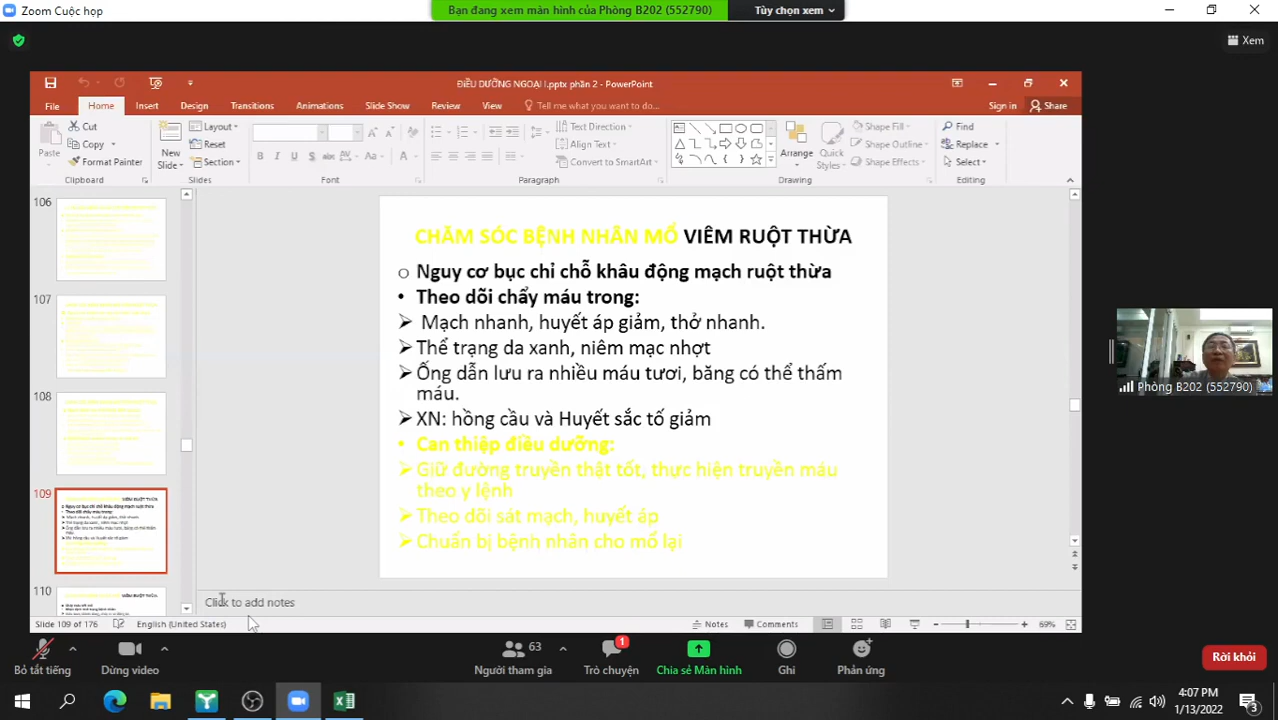 Zoom Cuộc họp
Bạn đang xem màn hình của Phòng B202 (552790)
Tùy chọn xem
Xem
ĐiỀU DƯỠNG NGOẠI I.pptx phần 2 - PowerPoint
File Home Insert Design Transitions Animations Slide Show Review View Tell me what you want to do... Sign in Share
Paste
Cut
Copy
Format Painter
Clipboard
New
Slide
Layout
Reset
Section
Slides
Font
Text Direction
Align Text
Convert to SmartArt
Paragraph
Arrange
Quick
Styles
Shape Fill
Shape Outline
Shape Effects
Drawing
Find
Replace
Select
Editing
106
107
108
109
110
CHĂM SÓC BỆNH NHÂN MỔ VIÊM RUỘT THỪA
o Nguy cơ bục chỉ chỗ khâu động mạch ruột thừa
• Theo dõi chẩy máu trong:
➢ Mạch nhanh, huyết áp giảm, thở nhanh.
➢ Thể trạng da xanh, niêm mạc nhợt
➢ Ống dẫn lưu ra nhiều máu tươi, băng có thể thấm
máu.
➢ XN: hồng cầu và Huyết sắc tố giảm
• Can thiệp điều dưỡng:
➢ Giữ đường truyền thật tốt, thực hiện truyền máu
theo y lệnh
➢ Theo dõi sát mạch, huyết áp
➢ Chuẩn bị bệnh nhân cho mổ lại
Click to add notes
Slide 109 of 176 English (United States) Notes Comments 69%
Phòng B202 (552790)
Bỏ tắt tiếng
Dừng video
63
Người tham gia
1
Trò chuyện
Chia sẻ Màn hình
Ghi
Phản ứng
Rời khỏi
4:07 PM
1/13/2022
3